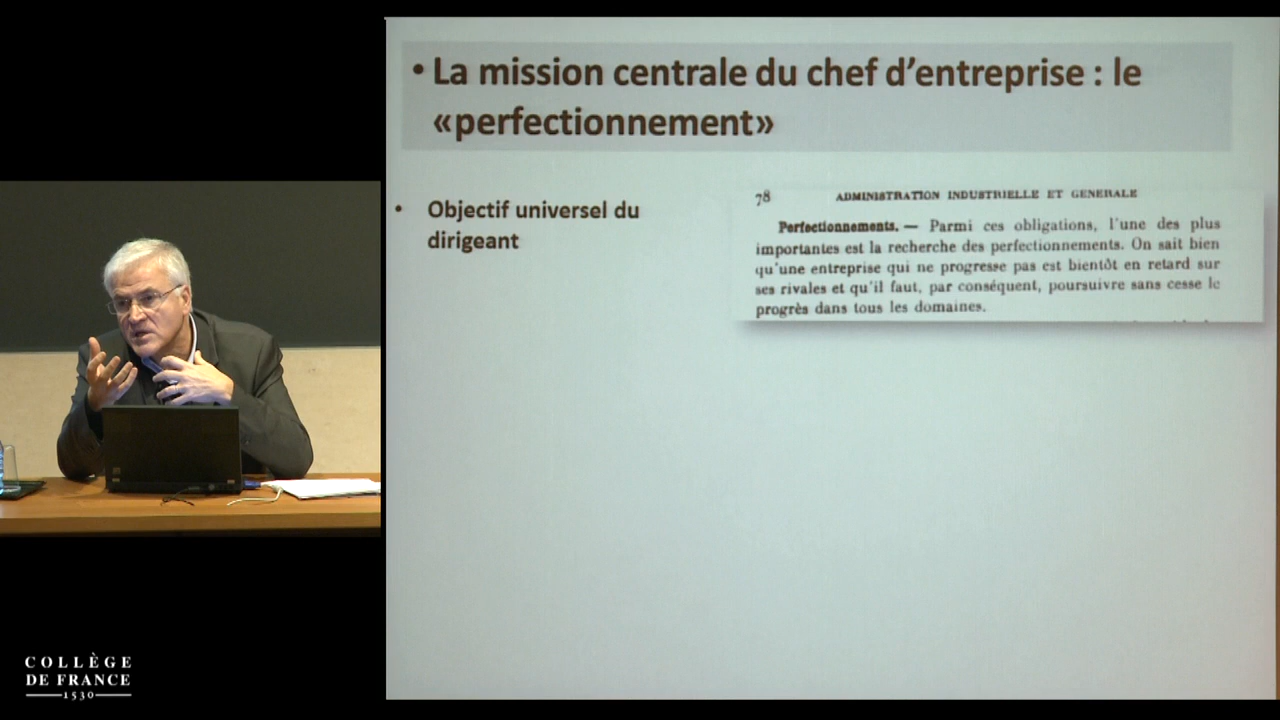 • La mission centrale du chef d’entreprise : le
«perfectionnement»
• Objectif universel du
dirigeant
78 ADMINISTRATION INDUSTRIELLE ET GENERALE
Perfectionnements. — Parmi ces obligations, l'une des plus
importantes est la recherche des perfectionnements. On sait bien
qu'une entreprise qui ne progresse pas est bientôt en retard sur
ses rivales et qu'il faut, par conséquent, poursuivre sans cesse le
progrès dans tous les domaines.
COLLÈGE
DE FRANCE
1530